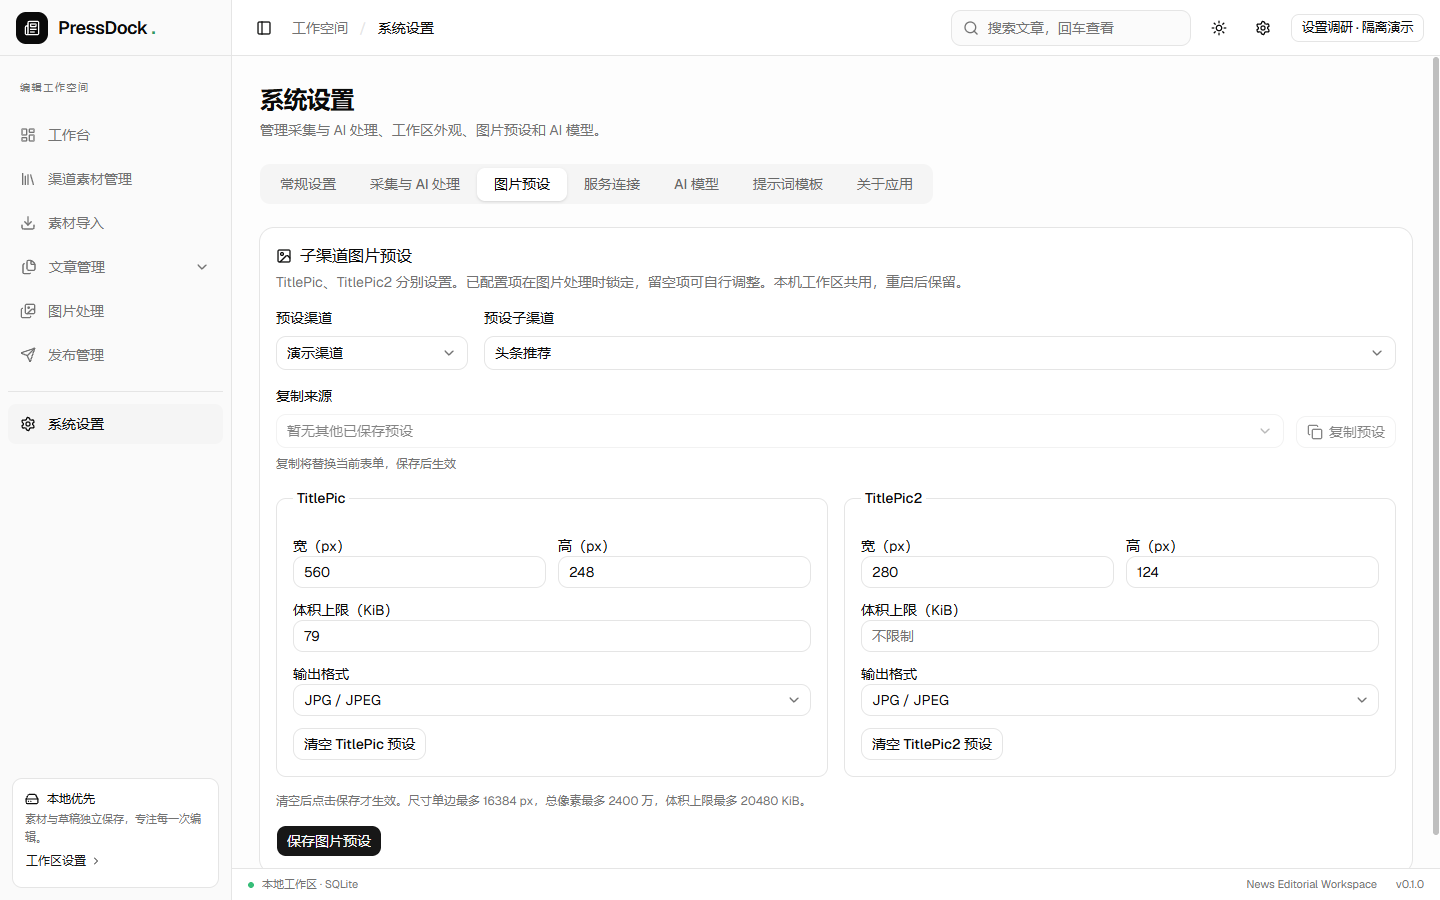 PressDock.
工作空间 / 系统设置
搜索文章，回车查看
设置调研 · 隔离演示
编辑工作空间
工作台
渠道素材管理
素材导入
文章管理
图片处理
发布管理
系统设置
本地优先
素材与草稿独立保存，专注每一次编
辑。
工作区设置
系统设置
管理采集与 AI 处理、工作区外观、图片预设和 AI 模型。
常规设置 采集与 AI 处理 图片预设 服务连接 AI 模型 提示词模板 关于应用
子渠道图片预设
TitlePic、TitlePic2 分别设置。已配置项在图片处理时锁定，留空项可自行调整。本机工作区共用，重启后保留。
预设渠道 预设子渠道
演示渠道 头条推荐
复制来源
暂无其他已保存预设 复制预设
复制将替换当前表单，保存后生效
TitlePic
宽（px） 高（px）
560 248
体积上限（KiB）
79
输出格式
JPG / JPEG
清空 TitlePic 预设
TitlePic2
宽（px） 高（px）
280 124
体积上限（KiB）
不限制
输出格式
JPG / JPEG
清空 TitlePic2 预设
清空后点击保存才生效。尺寸单边最多 16384 px，总像素最多 2400 万，体积上限最多 20480 KiB。
保存图片预设
本地工作区 · SQLite
News Editorial Workspace v0.1.0